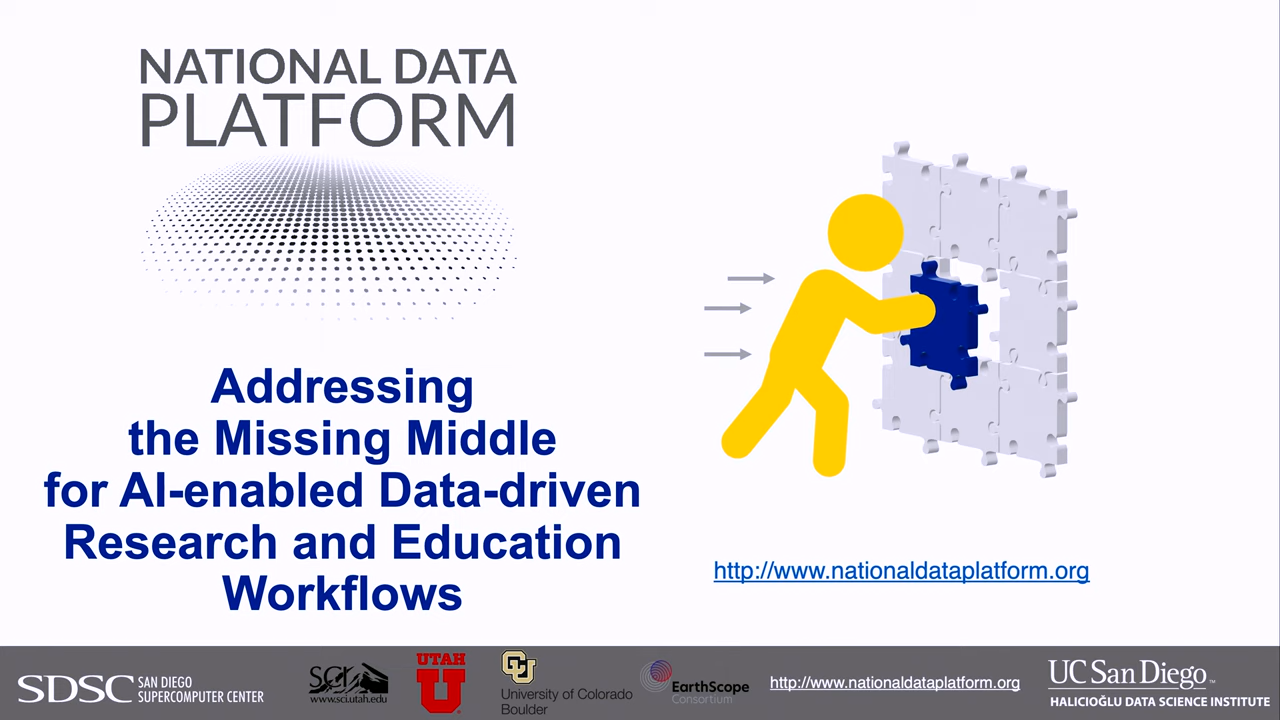 NATIONAL DATA
PLATFORM
Addressing
the Missing Middle
for AI-enabled Data-driven
Research and Education
Workflows
http://www.nationaldataplatform.org
SDSC SAN DIEGO
SUPERCOMPUTER CENTER
sci
www.sci.utah.edu
UTAH
U
CU
University of Colorado
Boulder
EarthScope
Consortium
http://www.nationaldataplatform.org
UC San Diego
HALICIOĞLU DATA SCIENCE INSTITUTE